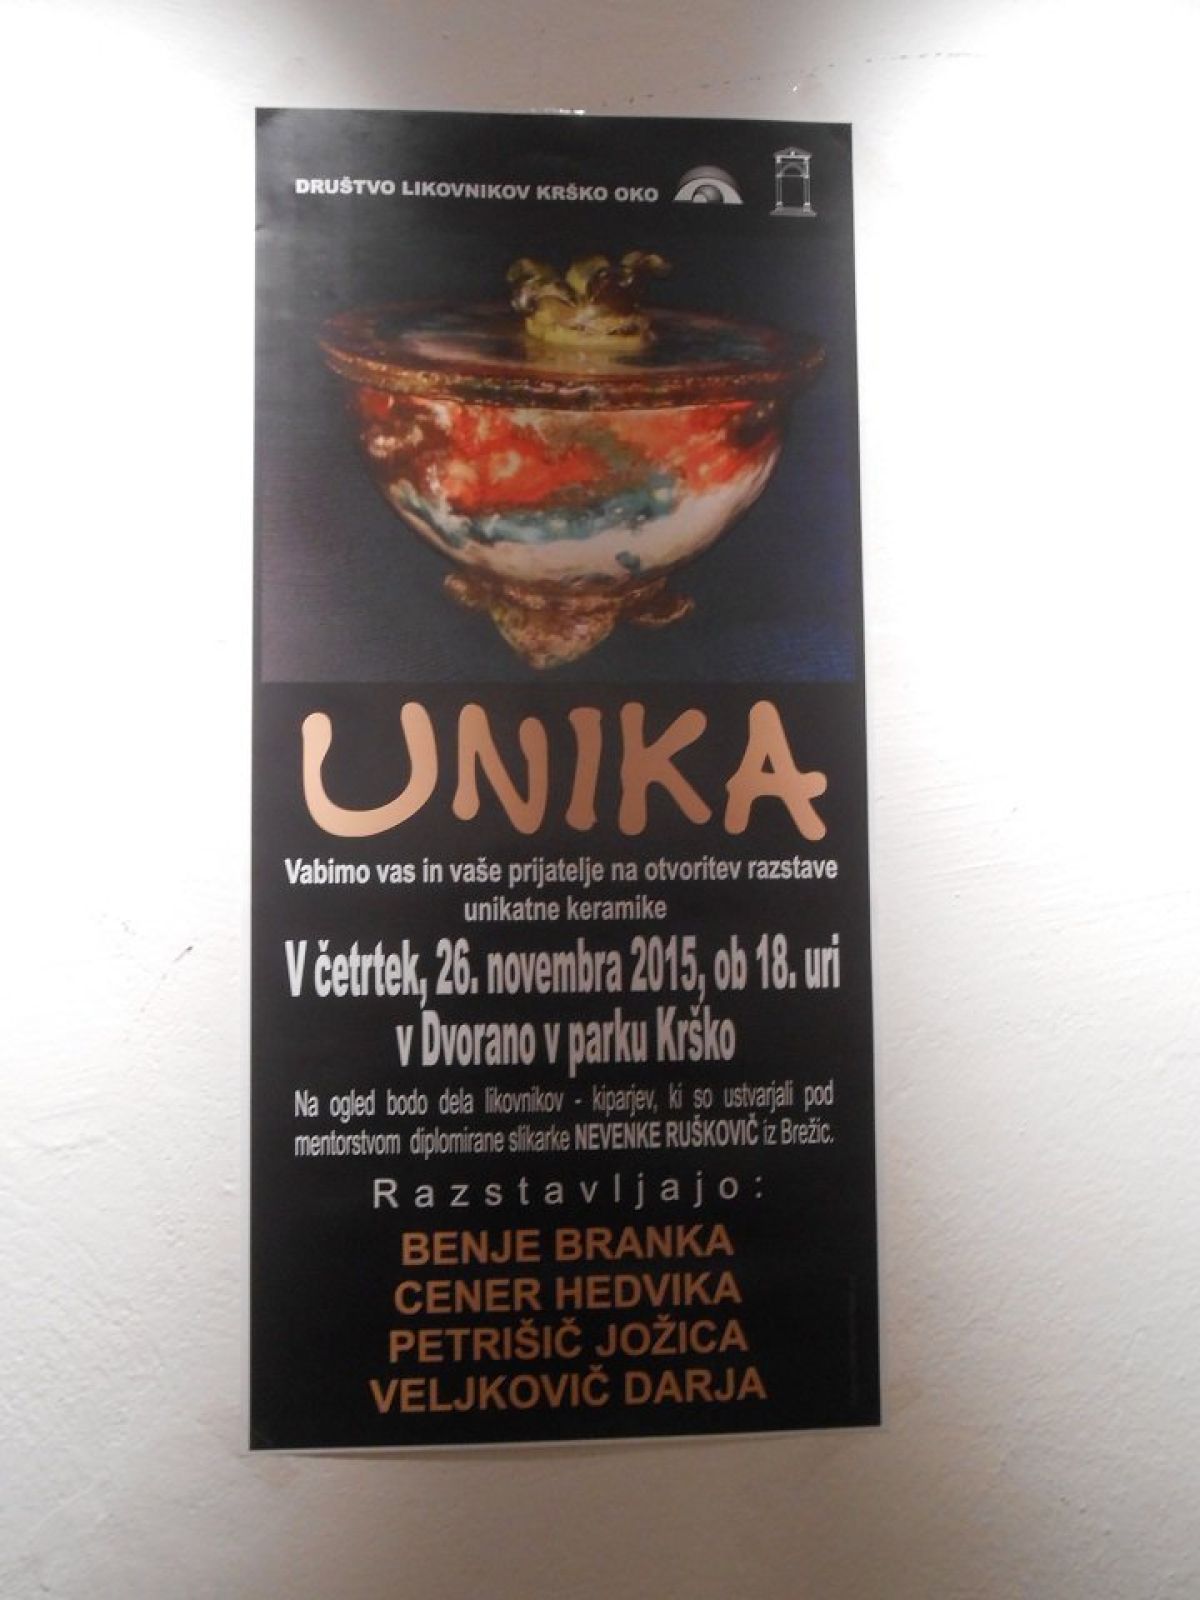 DRUŠTVO LIKOVNIKOV KRŠKO OKO
UNIKA
Vabimo vas in vaše prijatelje na otvoritev razstave
unikatne keramike
V četrtek, 26. novembra 2015, ob 18. uri
v Dvorano v parku Krško
Na ogled bodo dela likovnikov - kiparjev, ki so ustvarjali pod
mentorstvom diplomirane slikarke NEVENKE RUŠKOVIČ iz Brežic.
Razstavljajo:
BENJE BRANKA
CENER HEDVIKA
PETRIŠIČ JOŽICA
VELJKOVIČ DARJA